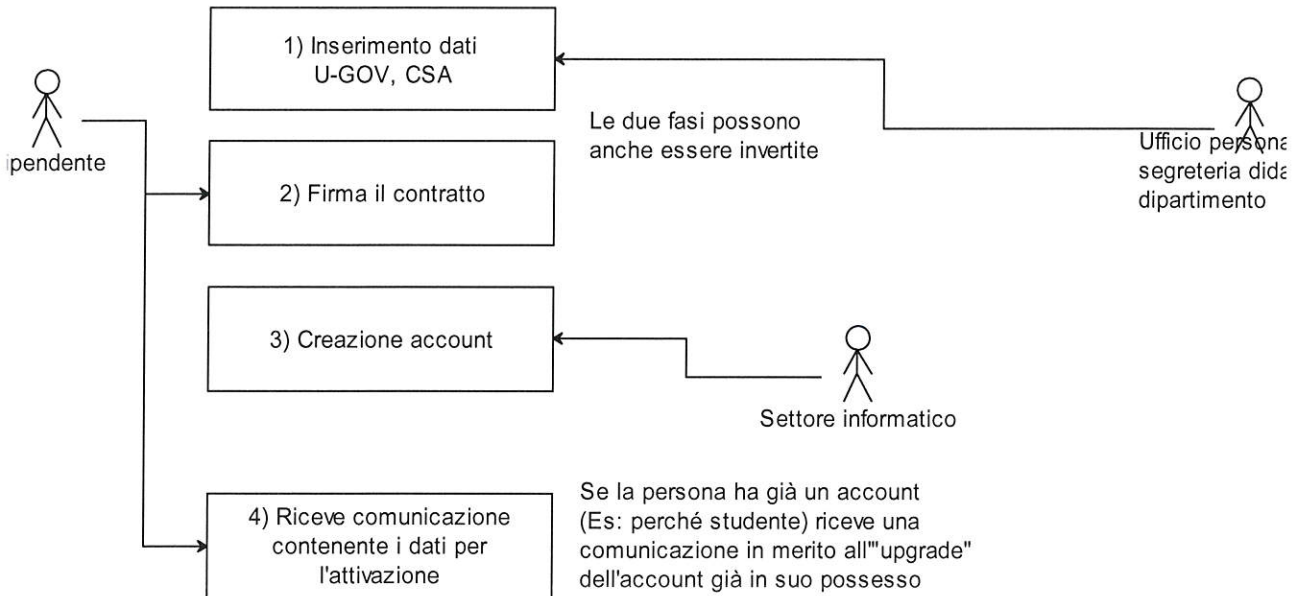 1) Inserimento dati
U-GOV, CSA
Le due fasi possono
anche essere invertite
ipendente
Ufficio persona
segreteria dida
dipartimento
2) Firma il contratto
3) Creazione account
Settore informatico
4) Riceve comunicazione
contenente i dati per
l'attivazione
Se la persona ha già un account
(Es: perché studente) riceve una
comunicazione in merito all'"upgrade"
dell'account già in suo possesso